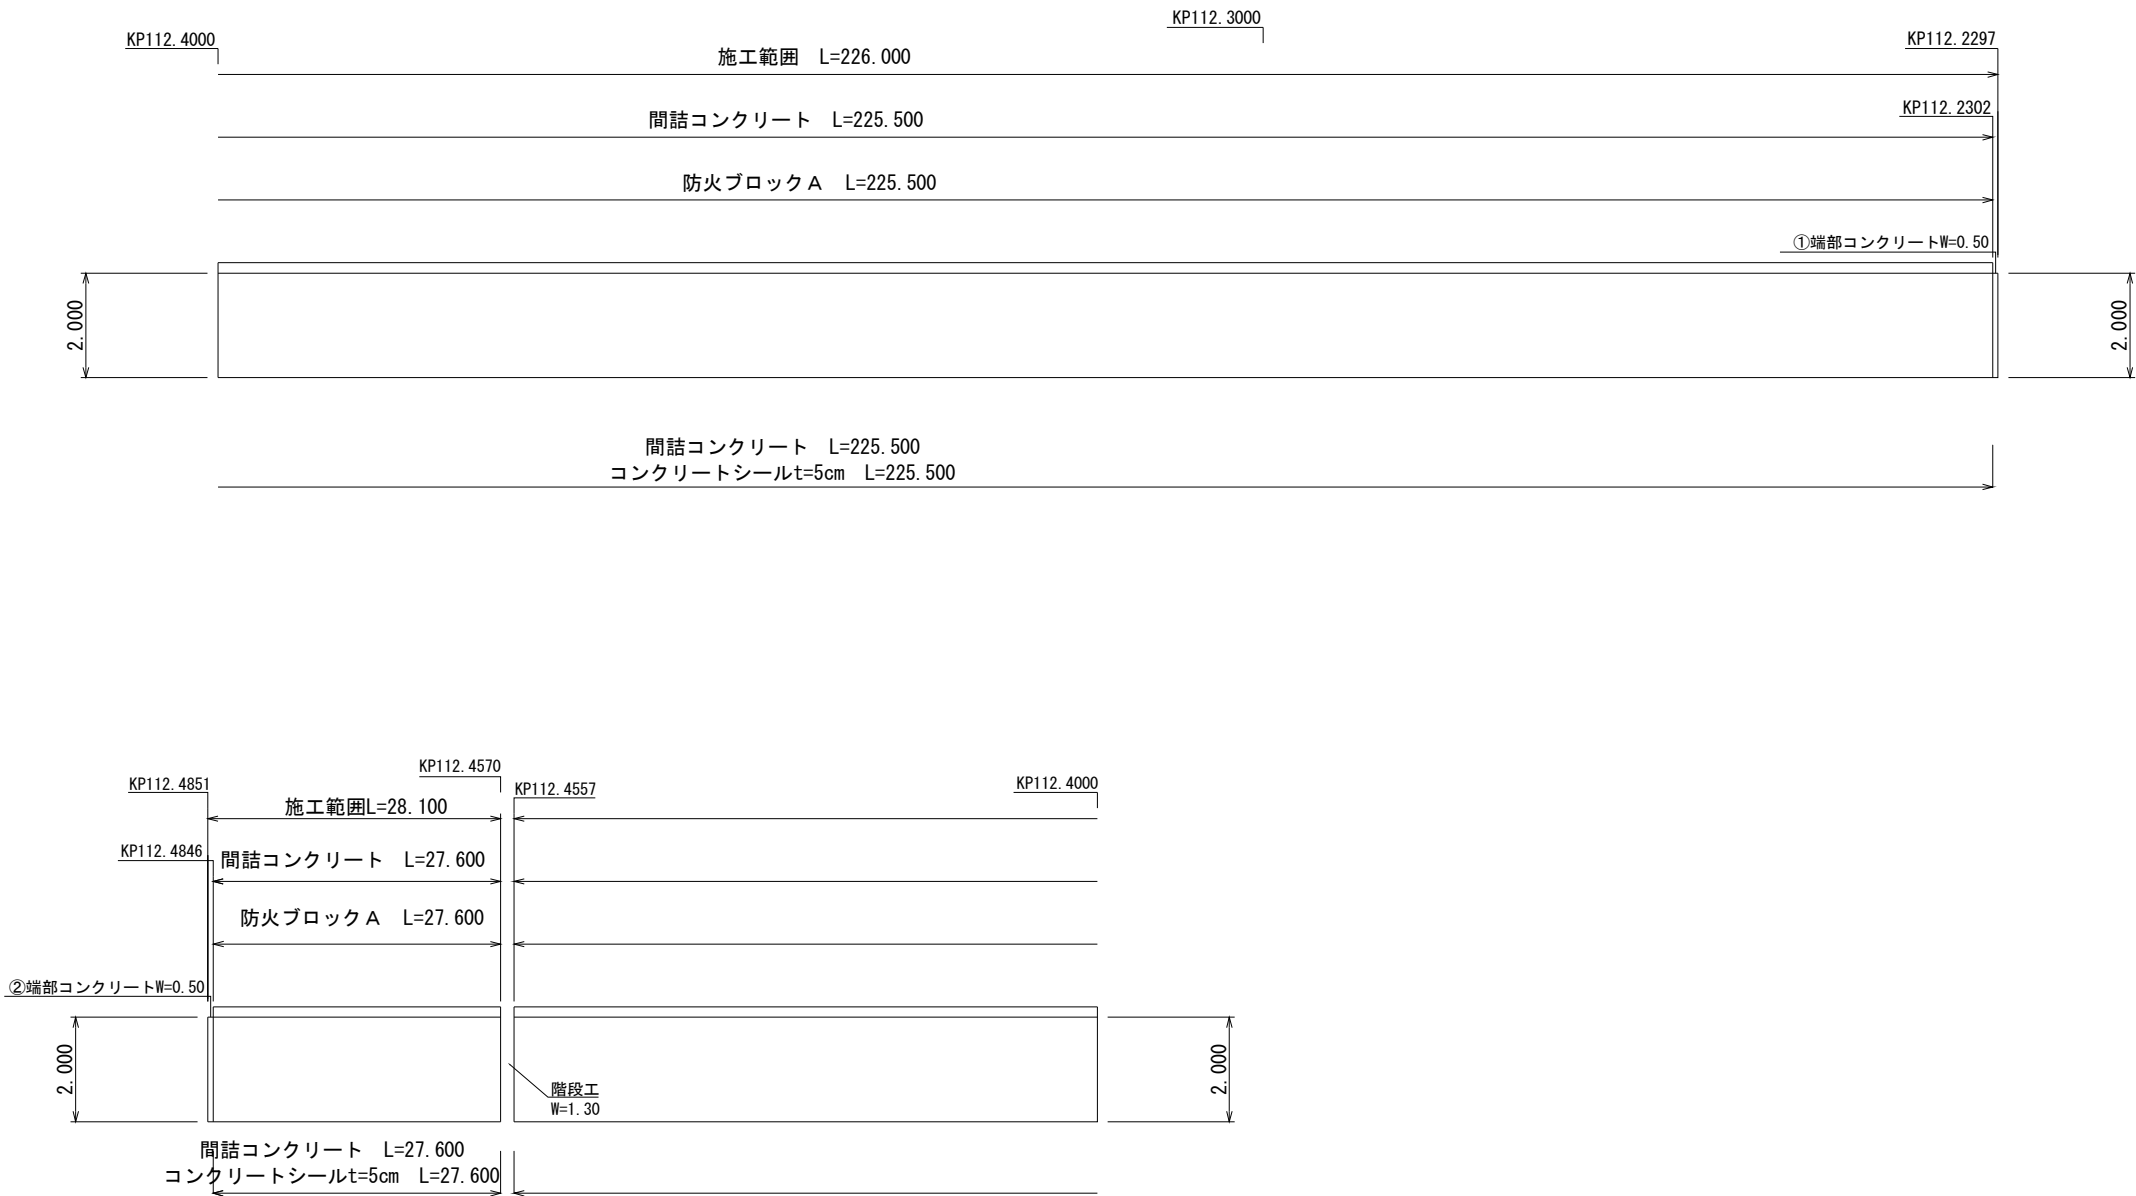 KP112.3000
KP112.4000
施工範囲　L=226.000
KP112.2297
間詰コンクリート　L=225.500
KP112.2302
防火ブロックＡ　L=225.500
①端部コンクリートW=0.50
2.000
2.000
間詰コンクリート　L=225.500
コンクリートシールt=5cm　L=225.500
KP112.4570
KP112.4851
KP112.4557
KP112.4000
施工範囲L=28.100
KP112.4846
間詰コンクリート　L=27.600
防火ブロックＡ　L=27.600
②端部コンクリートW=0.50
2.000
2.000
階段工
W=1.30
間詰コンクリート　L=27.600
コンクリートシールt=5cm　L=27.600